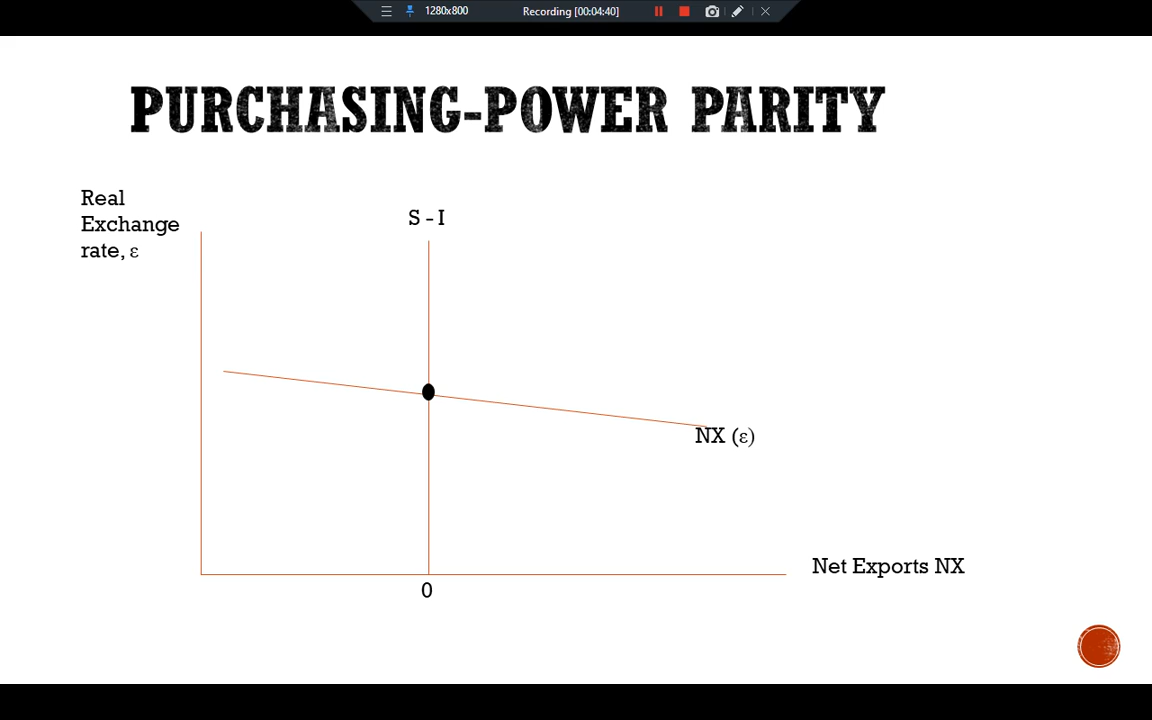 1280x800
Recording [00:04:40]
PURCHASING-POWER PARITY
Real
Exchange
rate, ε
S - I
NX (ε)
Net Exports NX
0